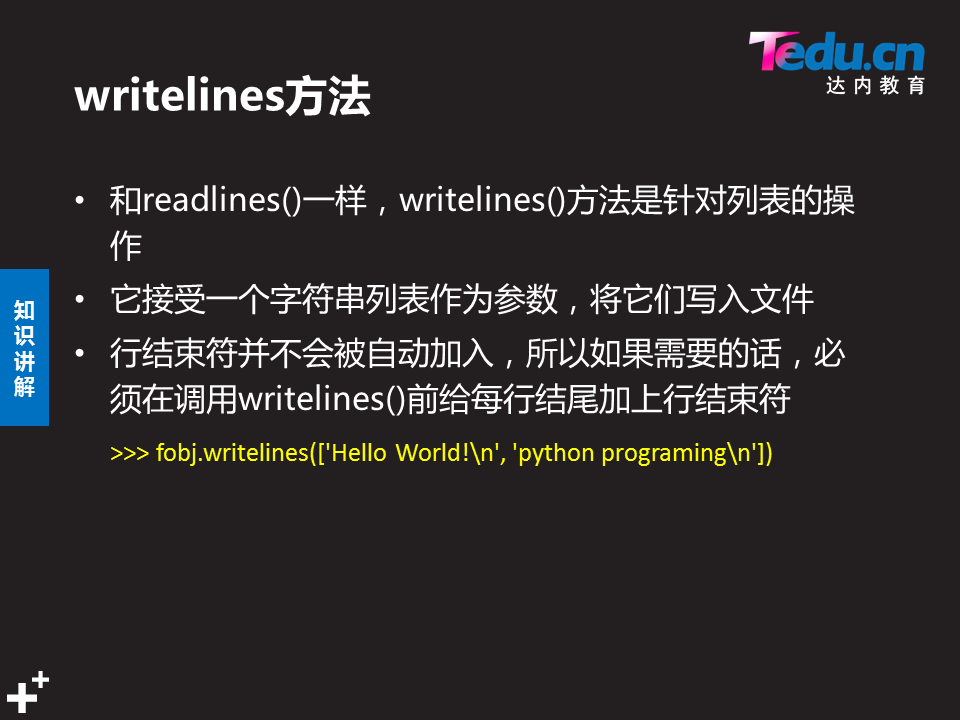 Tedu.cn
达内教育
writelines方法
• 和readlines()一样，writelines()方法是针对列表的操
作
• 它接受一个字符串列表作为参数，将它们写入文件
• 行结束符并不会被自动加入，所以如果需要的话，必
须在调用writelines()前给每行结尾加上行结束符
>>> fobj.writelines(['Hello World!\n', 'python programing\n'])
知
识
讲
解